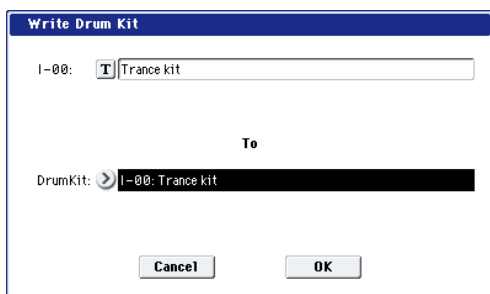 Write Drum Kit
I-00: T Trance kit
To
DrumKit: I-00: Trance kit
Cancel OK